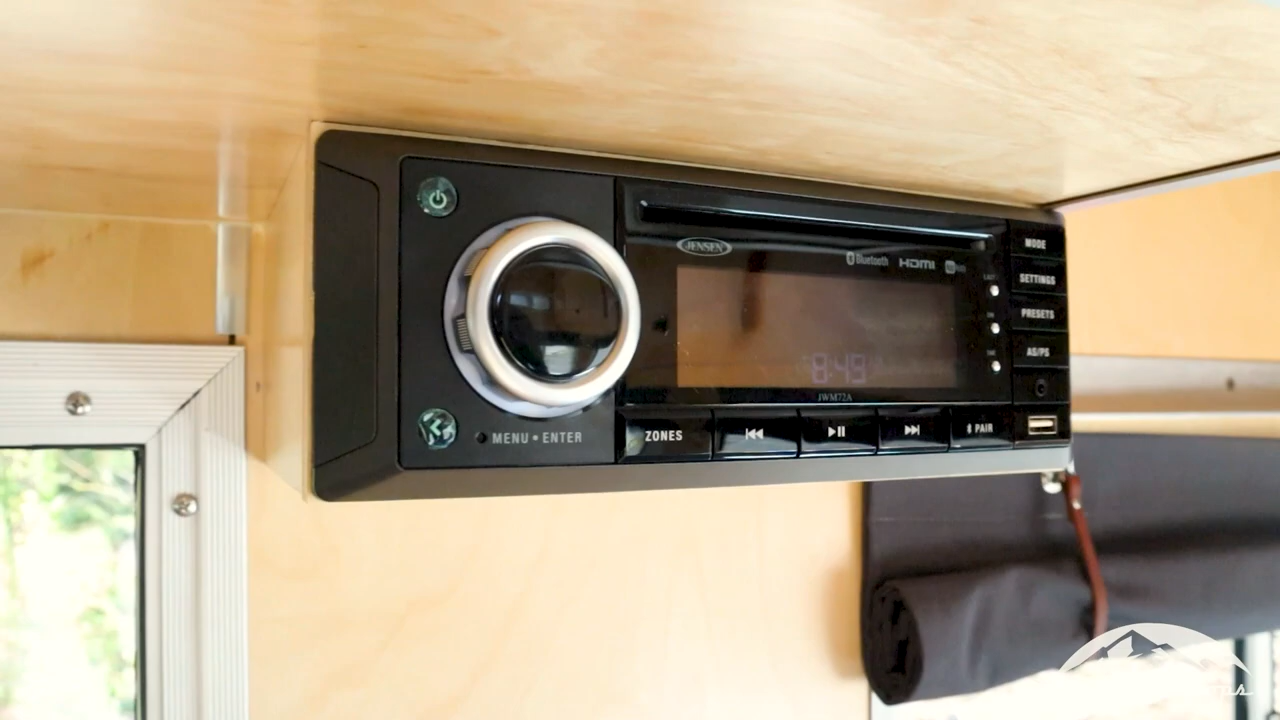 JENSEN
Bluetooth HDMI
8:49
JWM72A
MENU • ENTER
ZONES
PAIR
MODE
SETTINGS
PRESETS
AS/PS